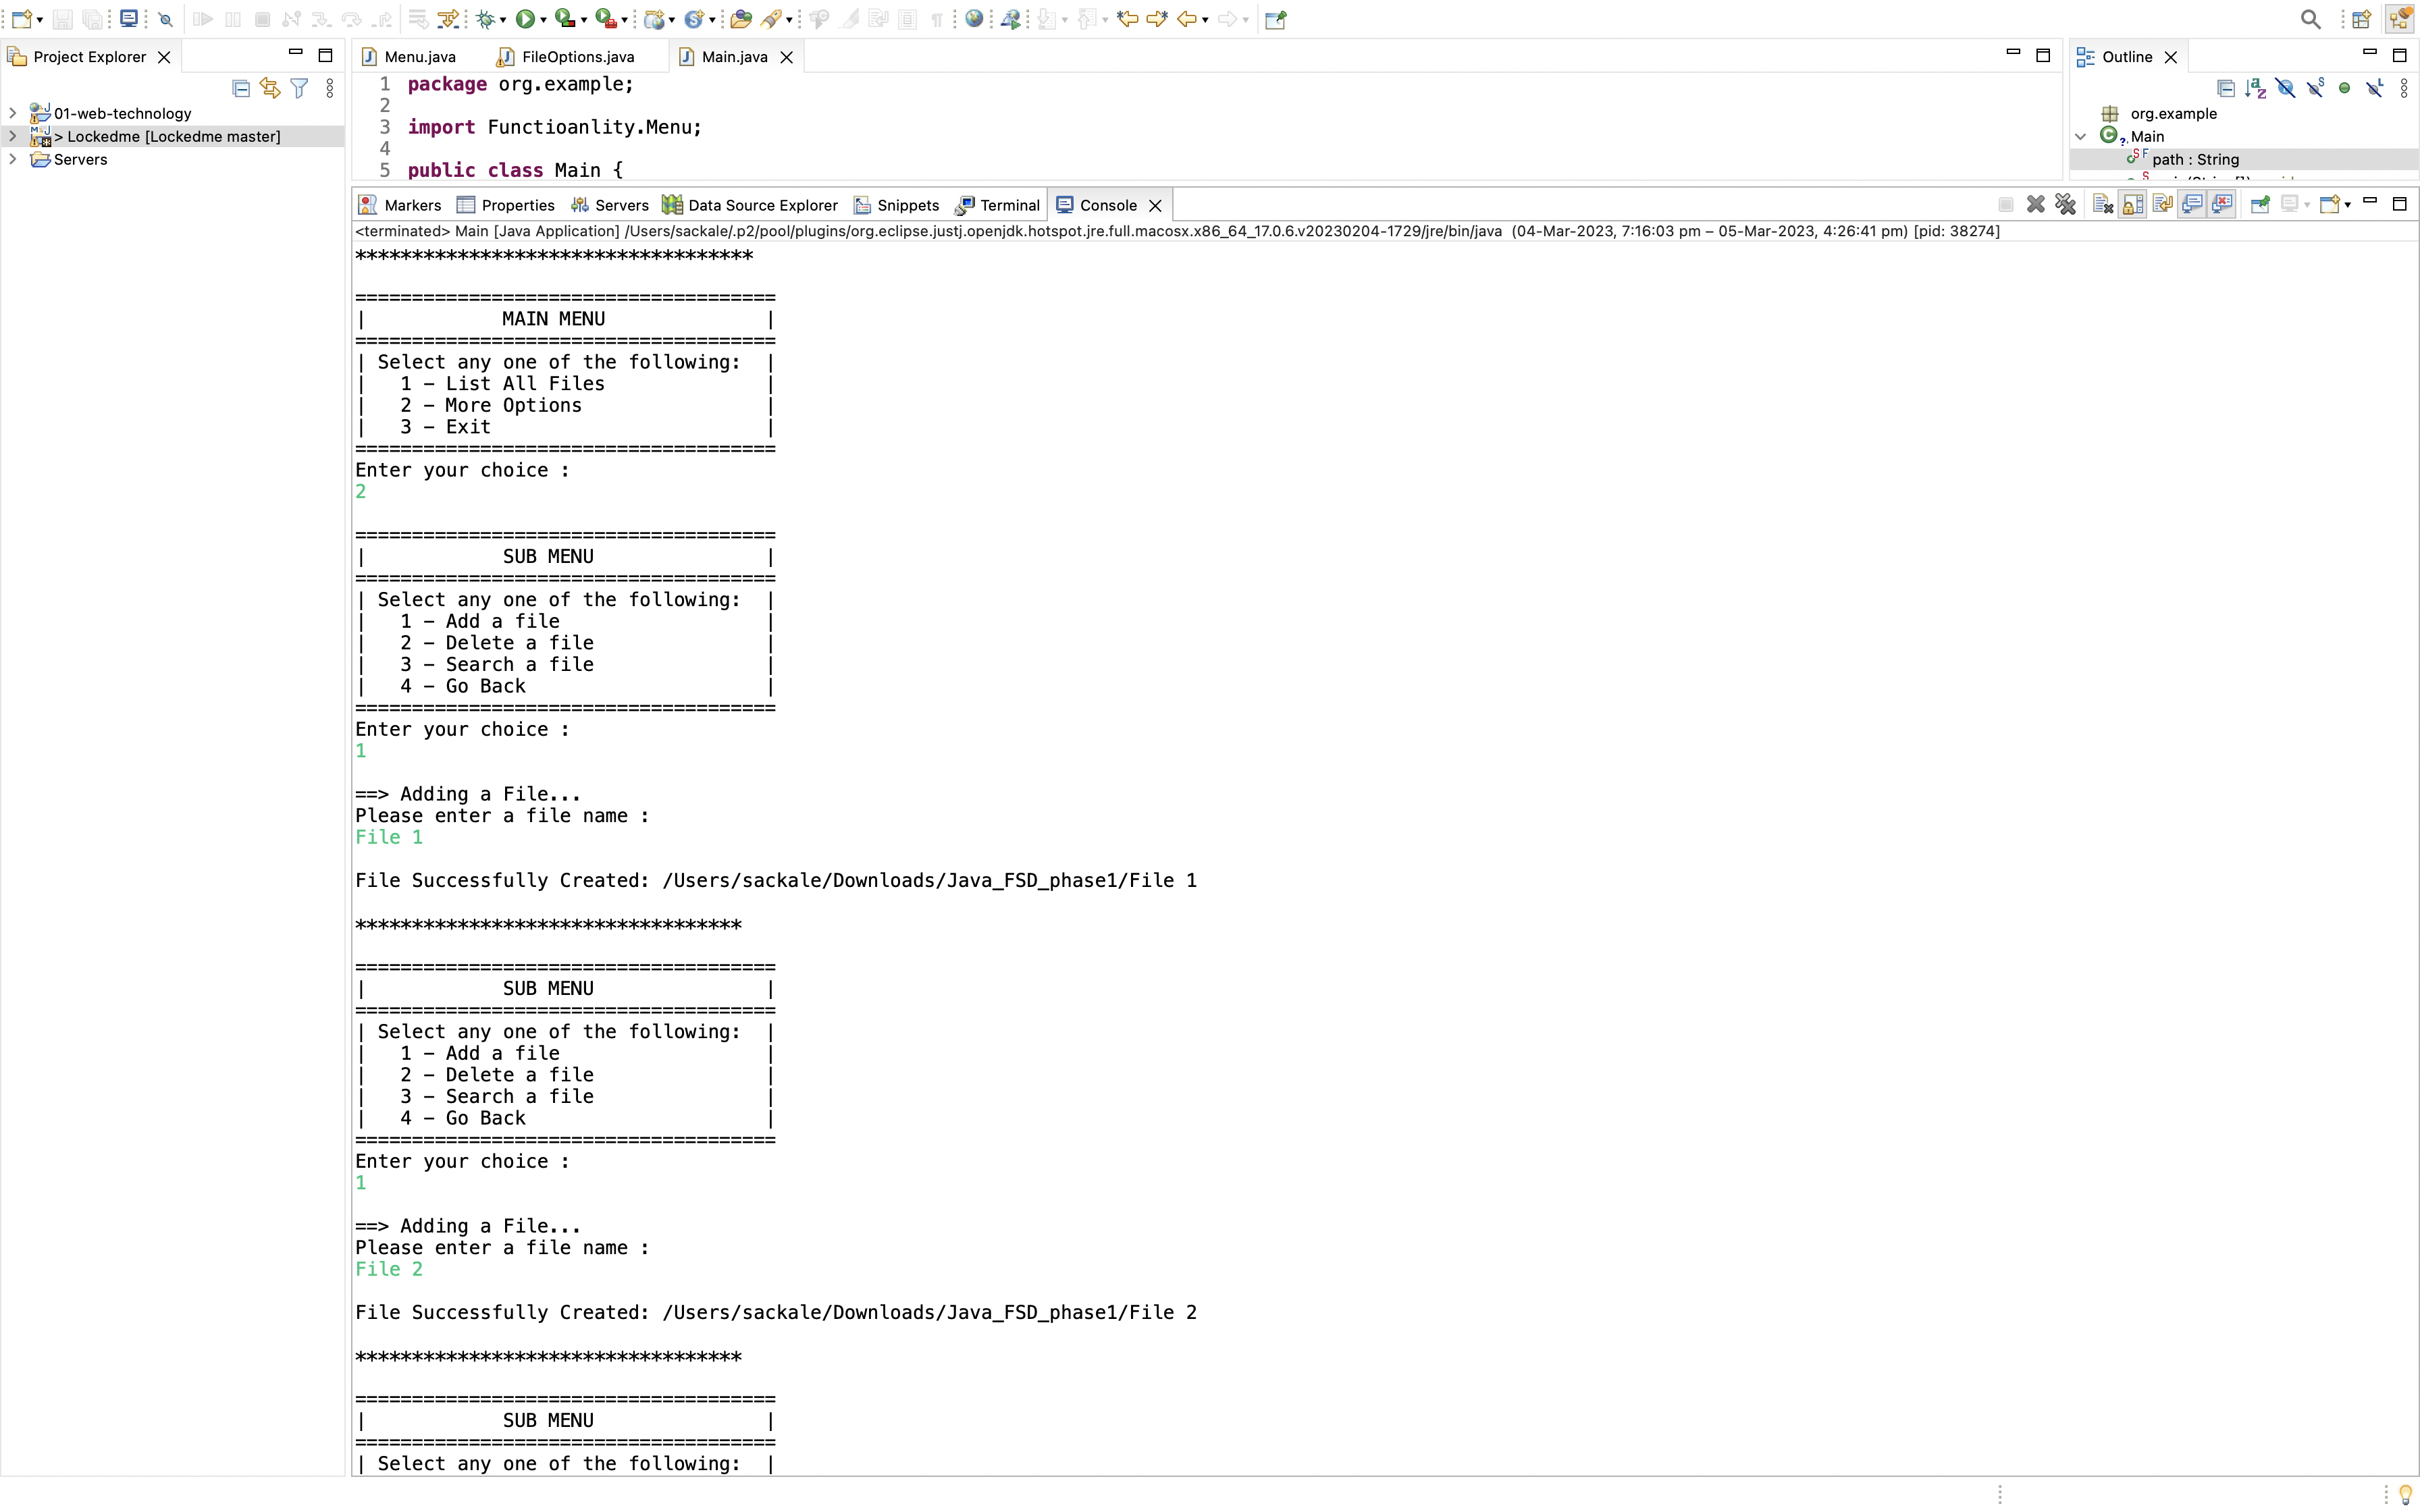 Project Explorer
01-web-technology
> Lockedme [Lockedme master]
Servers
Menu.java FileOptions.java Main.java
1 package org.example;
2
3 import Functioanlity.Menu;
4
5 public class Main {
Outline
org.example
Main
path : String
Markers Properties Servers Data Source Explorer Snippets Terminal Console
<terminated> Main [Java Application] /Users/sackale/.p2/pool/plugins/org.eclipse.justj.openjdk.hotspot.jre.full.macosx.x86_64_17.0.6.v20230204-1729/jre/bin/java (04-Mar-2023, 7:16:03 pm – 05-Mar-2023, 4:26:41 pm) [pid: 38274]
***********************************

=====================================
|            MAIN MENU              |
=====================================
| Select any one of the following:  |
|   1 - List All Files              |
|   2 - More Options                |
|   3 - Exit                        |
=====================================
Enter your choice :
2

=====================================
|            SUB MENU               |
=====================================
| Select any one of the following:  |
|   1 - Add a file                  |
|   2 - Delete a file               |
|   3 - Search a file               |
|   4 - Go Back                     |
=====================================
Enter your choice :
1

==> Adding a File...
Please enter a file name :
File 1

File Successfully Created: /Users/sackale/Downloads/Java_FSD_phase1/File 1

**********************************

=====================================
|            SUB MENU               |
=====================================
| Select any one of the following:  |
|   1 - Add a file                  |
|   2 - Delete a file               |
|   3 - Search a file               |
|   4 - Go Back                     |
=====================================
Enter your choice :
1

==> Adding a File...
Please enter a file name :
File 2

File Successfully Created: /Users/sackale/Downloads/Java_FSD_phase1/File 2

**********************************

=====================================
|            SUB MENU               |
=====================================
| Select any one of the following:  |